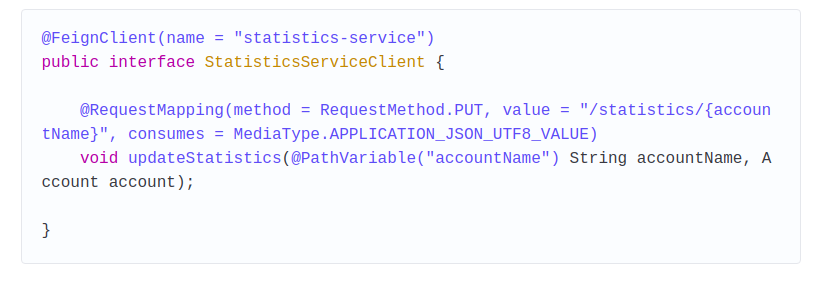 @FeignClient(name = "statistics-service")
public interface StatisticsServiceClient {
@RequestMapping(method = RequestMethod.PUT, value = "/statistics/{accoun
tName}", consumes = MediaType.APPLICATION_JSON_UTF8_VALUE)
void updateStatistics(@PathVariable("accountName") String accountName, A
ccount account);
}